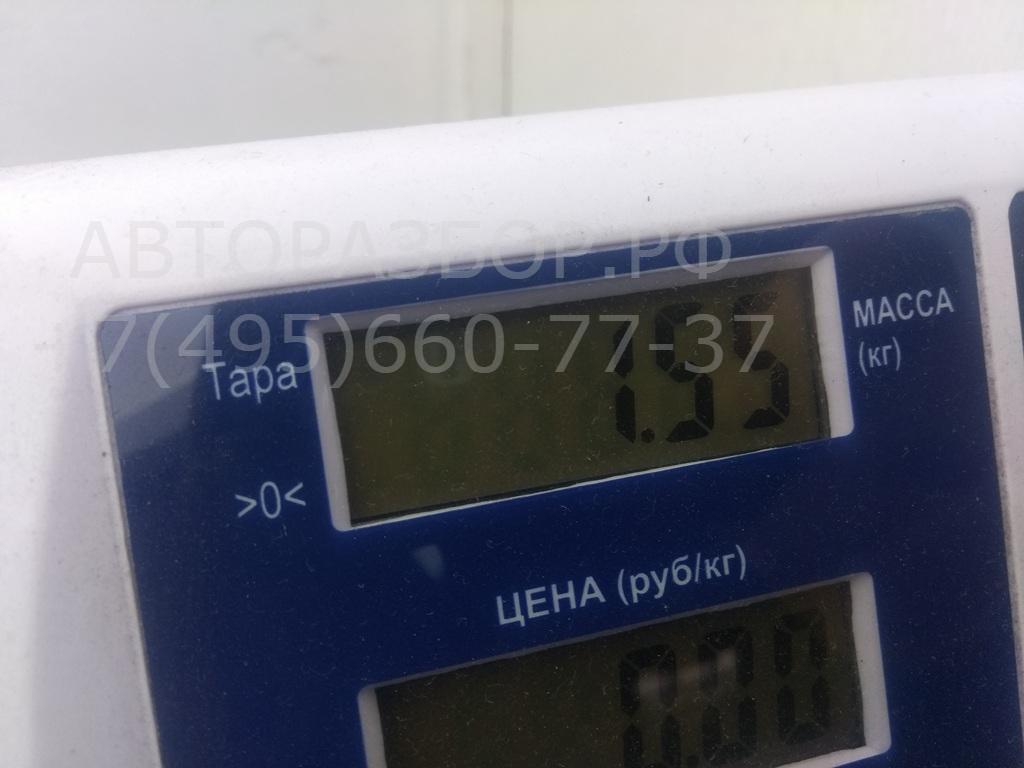 АВТОРАЗБОР.РФ
7(495)660-77-37
Тара
1.55
МАССА
(кг)
>0<
ЦЕНА (руб/кг)
0.00